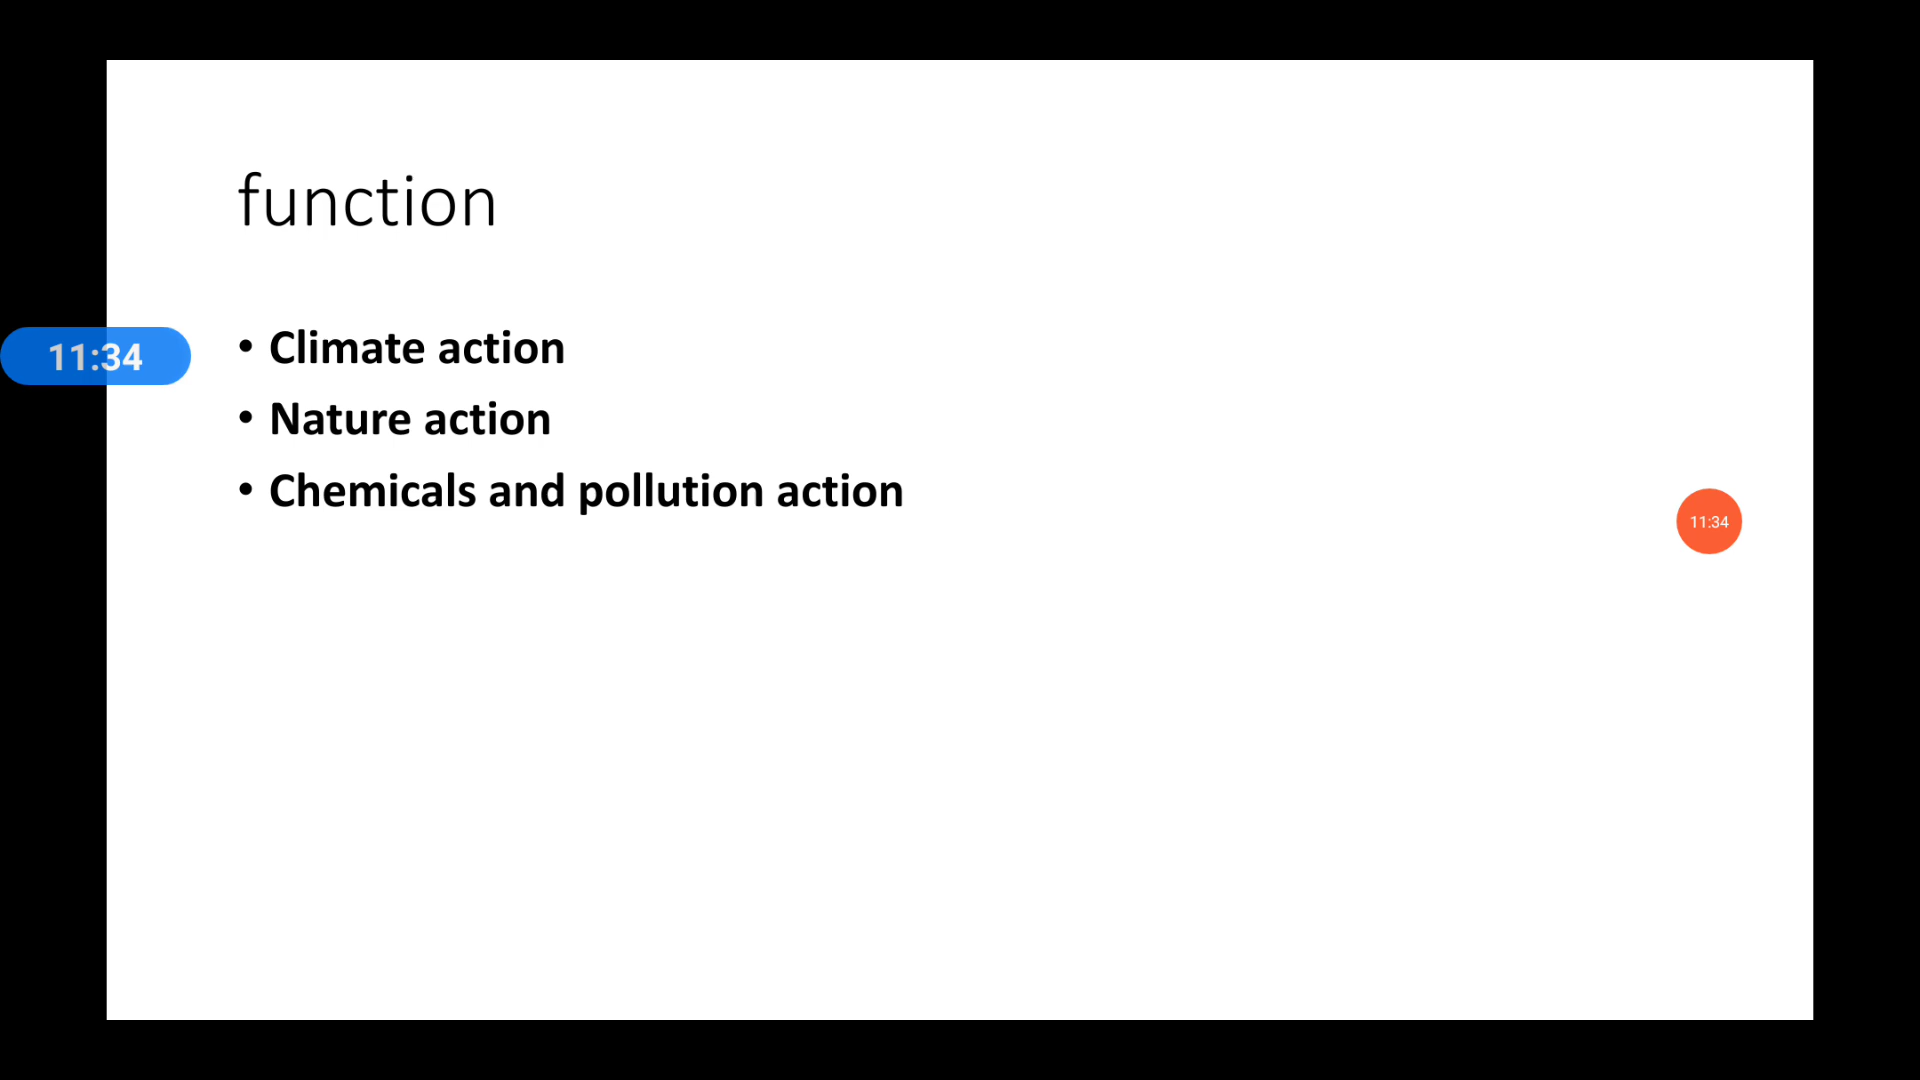 function
11:34
• Climate action
• Nature action
• Chemicals and pollution action
11:34